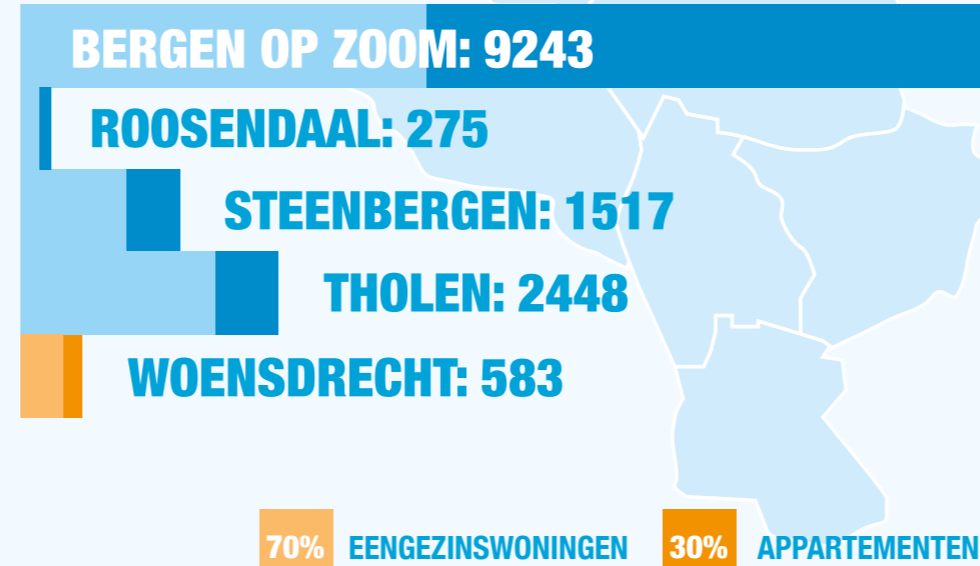 BERGEN OP ZOOM: 9243
ROOSENDAAL: 275
STEENBERGEN: 1517
THOLEN: 2448
WOENSDRECHT: 583
70% EENGEZINSWONINGEN 30% APPARTEMENTEN